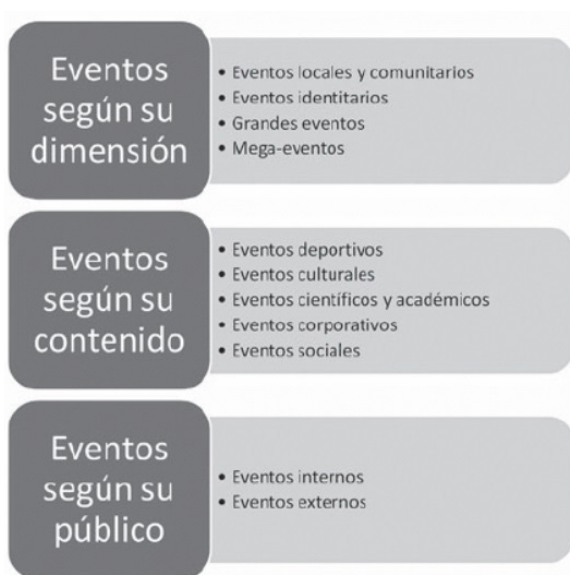 Eventos
según su
dimensión
• Eventos locales y comunitarios
• Eventos identitarios
• Grandes eventos
• Mega-eventos
Eventos
según su
contenido
• Eventos deportivos
• Eventos culturales
• Eventos científicos y académicos
• Eventos corporativos
• Eventos sociales
Eventos
según su
público
• Eventos internos
• Eventos externos